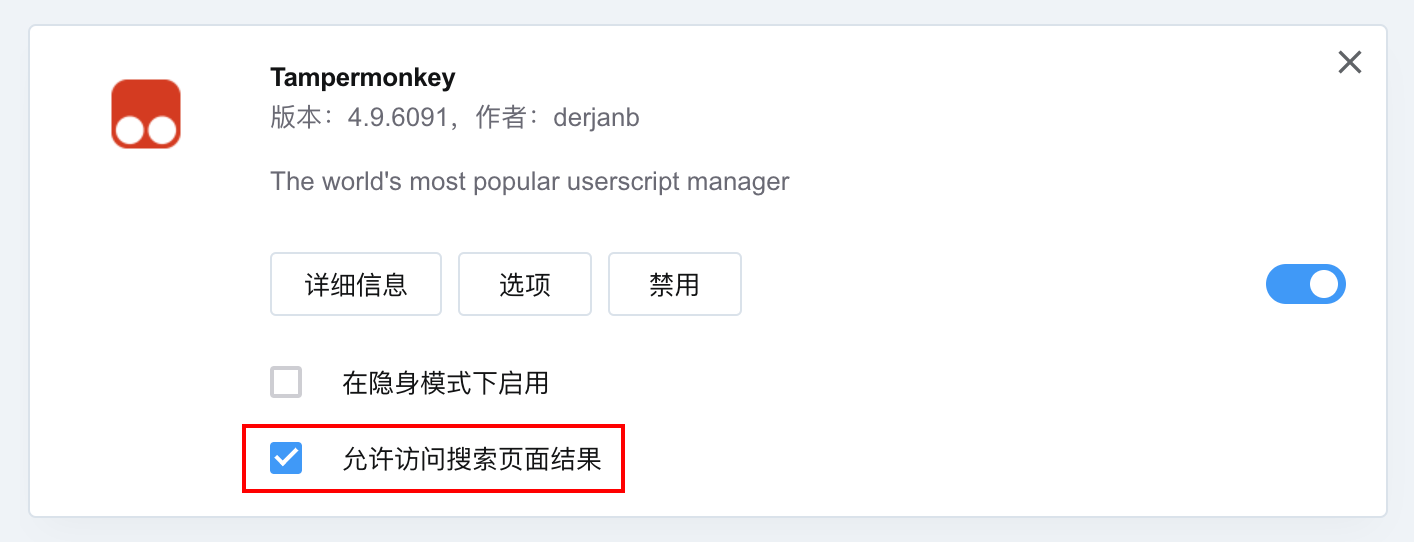 Tampermonkey
版本：4.9.6091，作者：derjanb
The world's most popular userscript manager
详细信息 选项 禁用
在隐身模式下启用
允许访问搜索页面结果